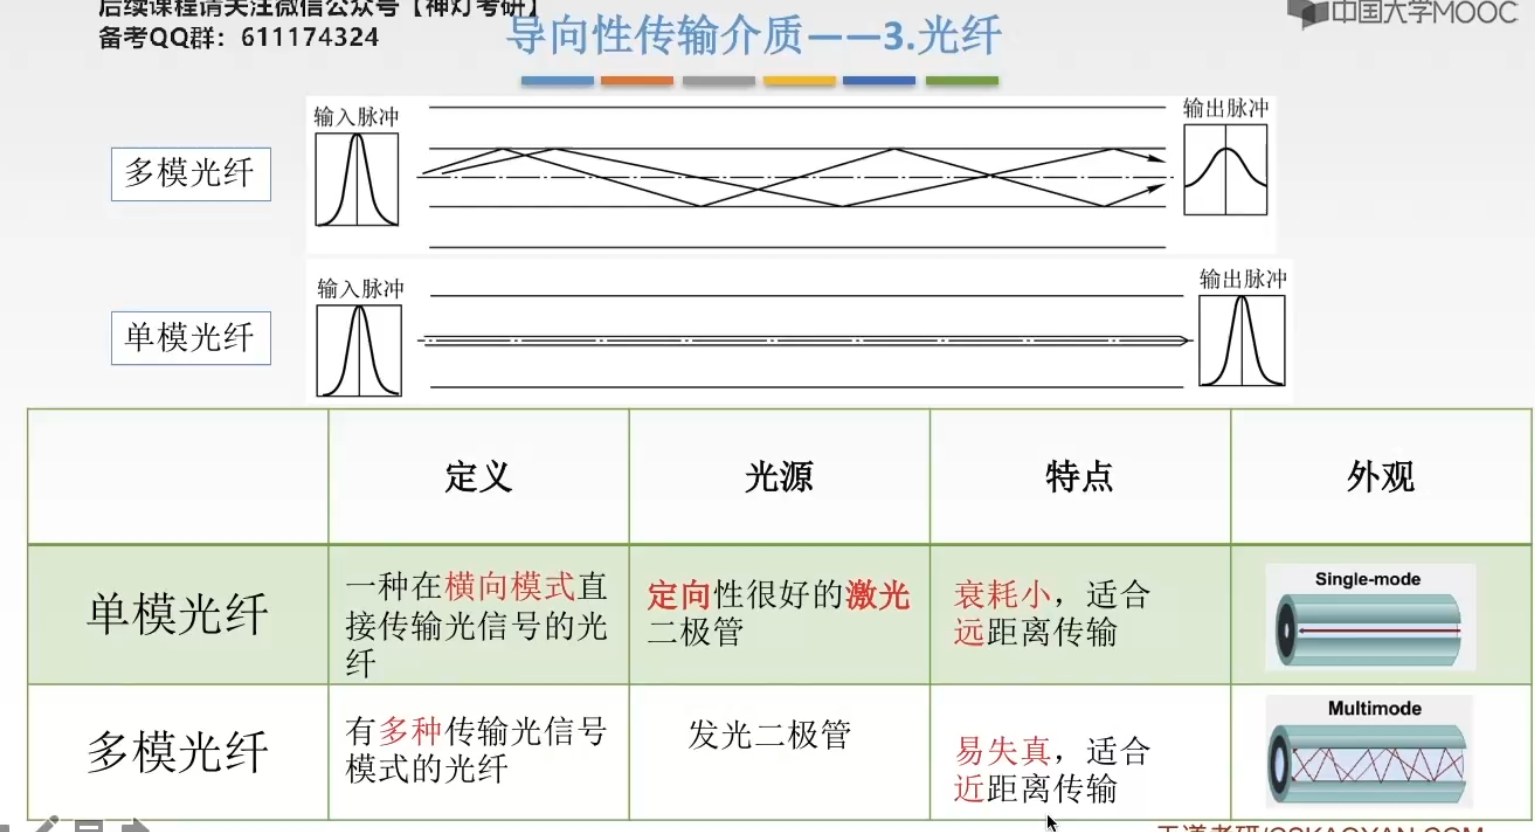 后续课程请关注微信公众号【神灯考研】
备考QQ群：611174324
导向性传输介质——3.光纤
中国大学MOOC
输入脉冲
输出脉冲
多模光纤
输入脉冲
输出脉冲
单模光纤
定义
光源
特点
外观
单模光纤
一种在横向模式直
接传输光信号的光
纤
定向性很好的激光
二极管
衰耗小，适合
远距离传输
Single-mode
多模光纤
有多种传输光信号
模式的光纤
发光二极管
易失真，适合
近距离传输
Multimode
王道考研/CSKAOYAN.COM